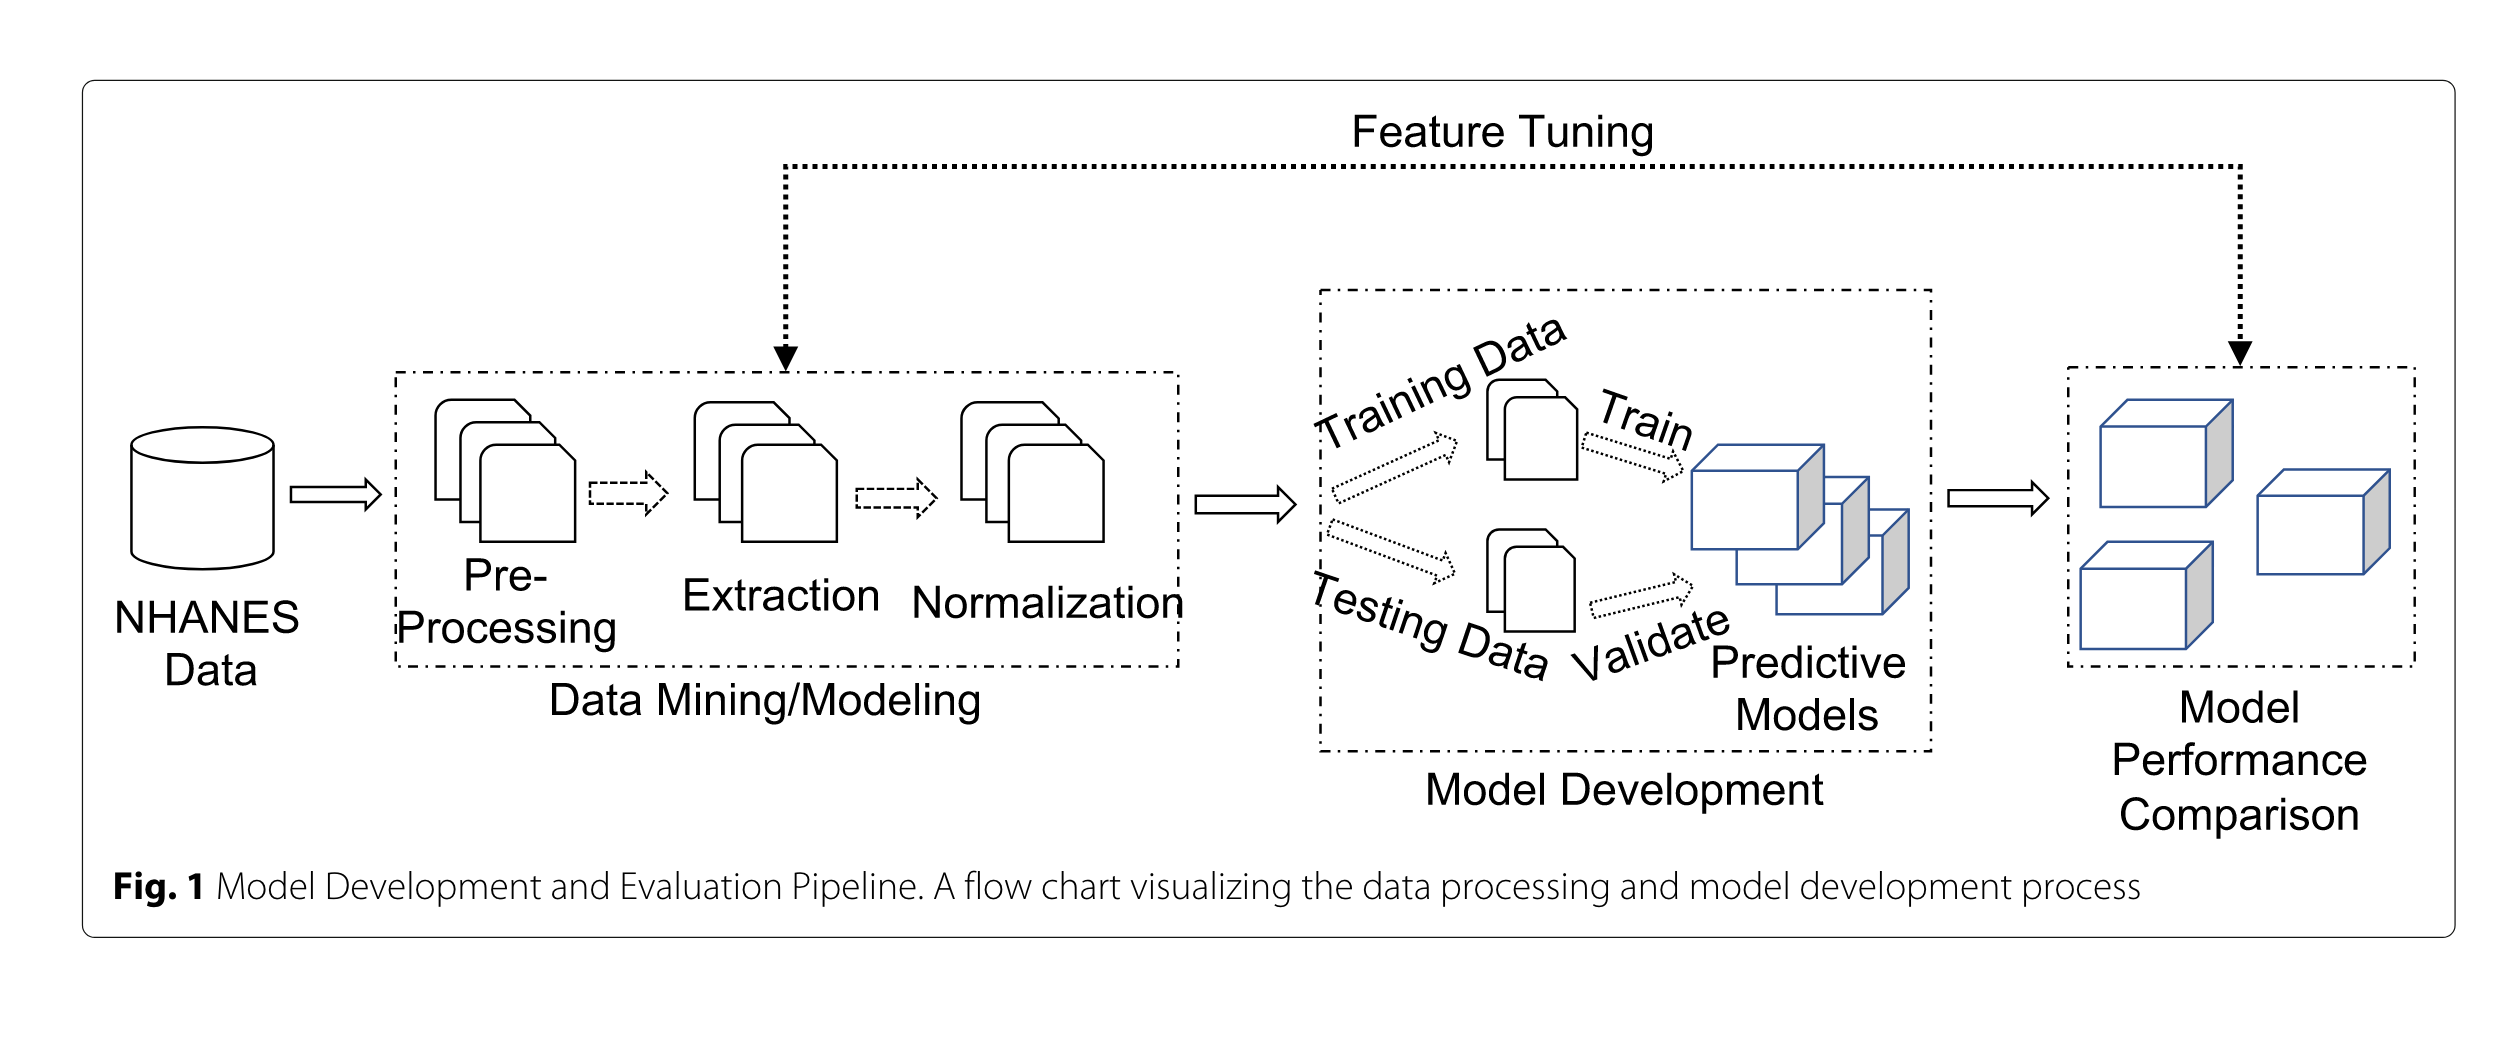 Feature Tuning
NHANES
Data
Pre-
Processing
Extraction
Normalization
Data Mining/Modeling
Training Data
Train
Testing Data
Validate
Predictive
Models
Model Development
Model
Performance
Comparison
Fig. 1 Model Development and Evaluation Pipeline. A flow chart visualizing the data processing and model development process